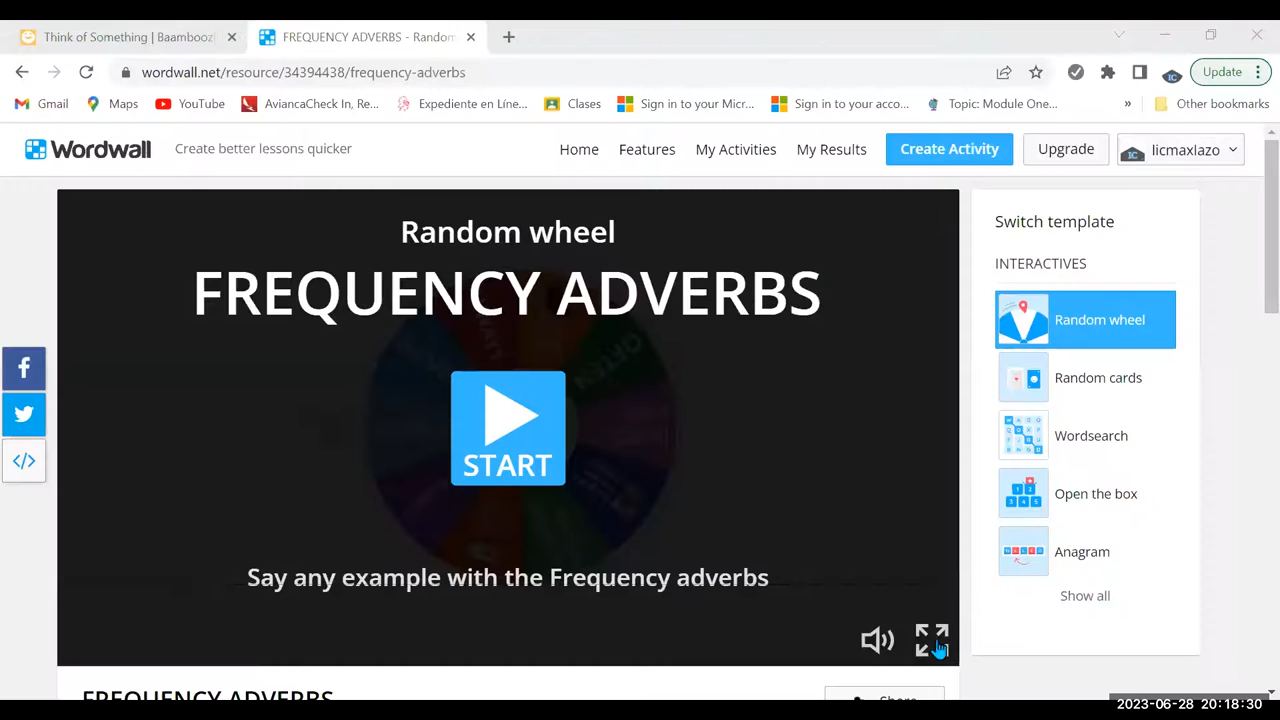 Think of Something | Baambooz
FREQUENCY ADVERBS - Random
wordwall.net/resource/34394438/frequency-adverbs
Update
Gmail
Maps
YouTube
AviancaCheck In, Re...
Expediente en Líne...
Clases
Sign in to your Micr...
Sign in to your acco...
Topic: Module One...
»
Other bookmarks
Wordwall
Create better lessons quicker
Home
Features
My Activities
My Results
Create Activity
Upgrade
IC
licmaxlazo
Random wheel
FREQUENCY ADVERBS
START
Say any example with the Frequency adverbs
Switch template
INTERACTIVES
Random wheel
Random cards
Wordsearch
Open the box
Anagram
Show all
FREQUENCY ADVERBS
Share
2023-06-28 20:18:30